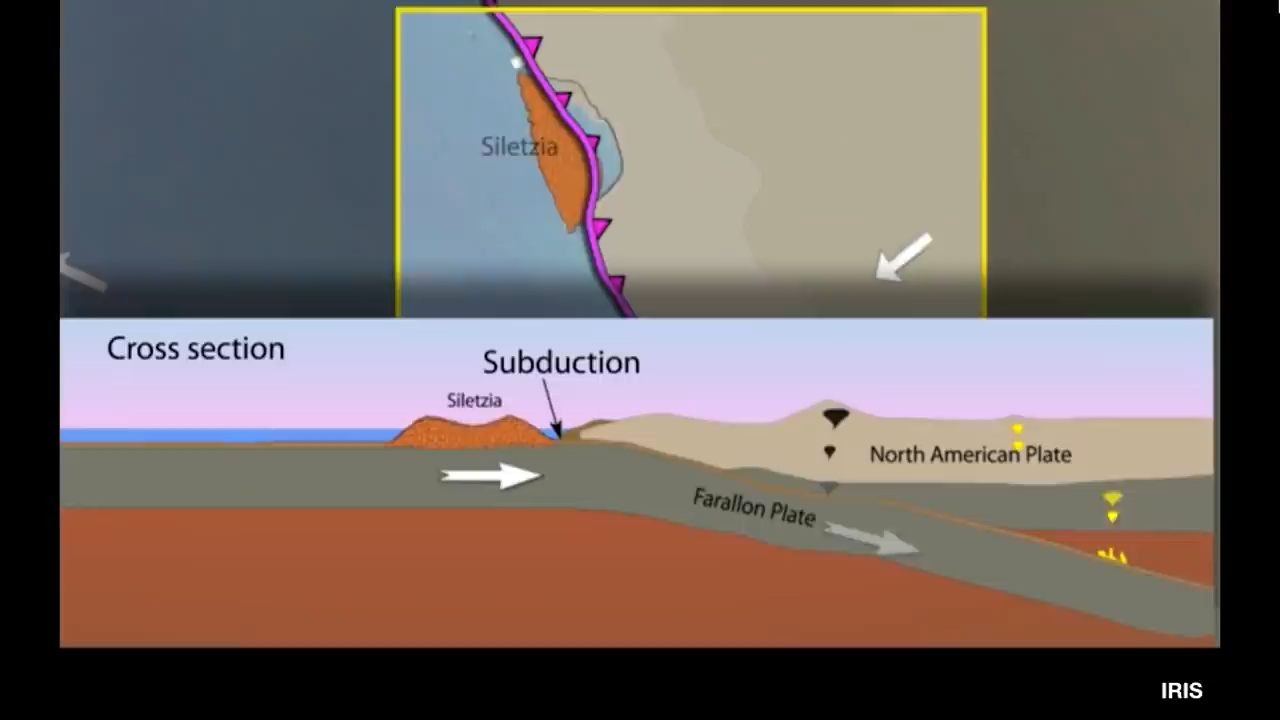 Siletzia
Cross section
Subduction
Siletzia
North American Plate
Farallon Plate
IRIS